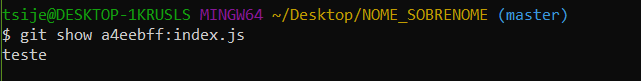 tsije@DESKTOP-1KRUSLS MINGW64 ~/Desktop/NOME_SOBRENOME (master)
$ git show a4eebff:index.js
teste